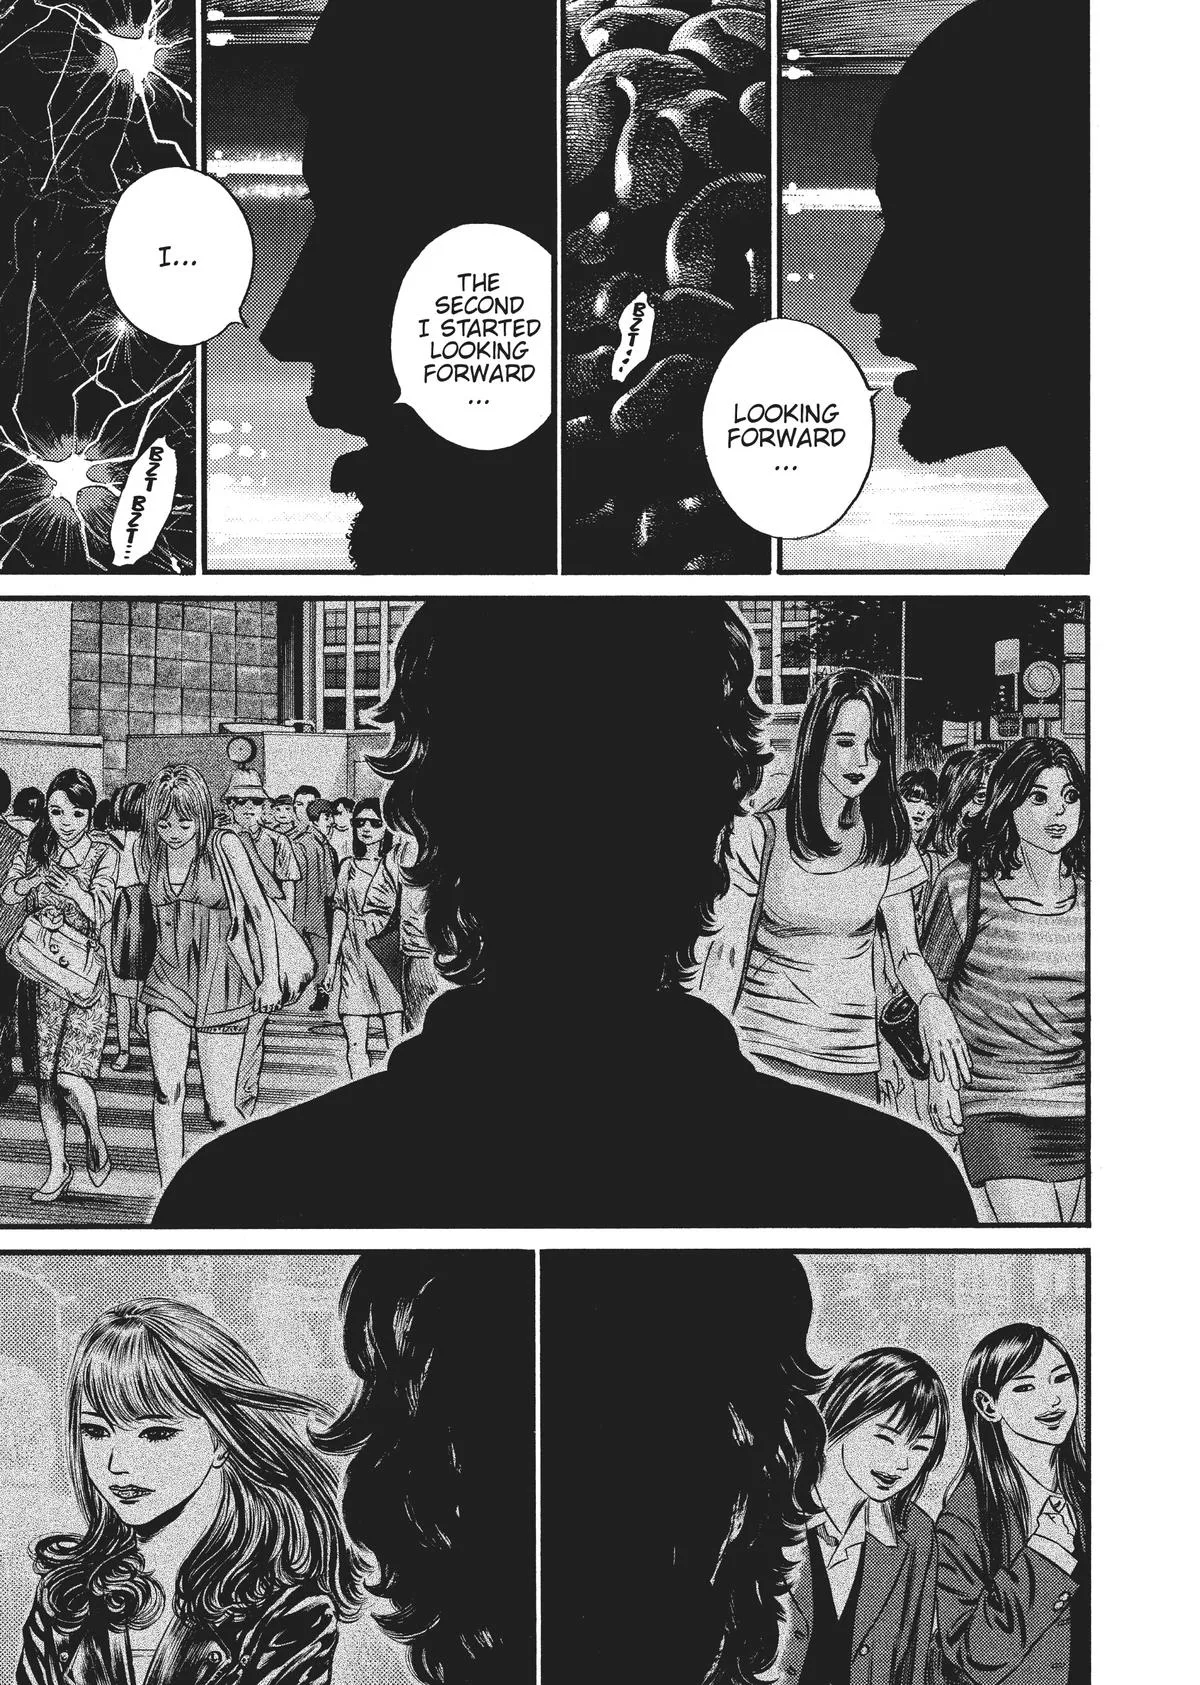 LOOKING
FORWARD
...
BZT...
THE
SECOND
I STARTED
LOOKING
FORWARD
...
I...
BZT BZT...